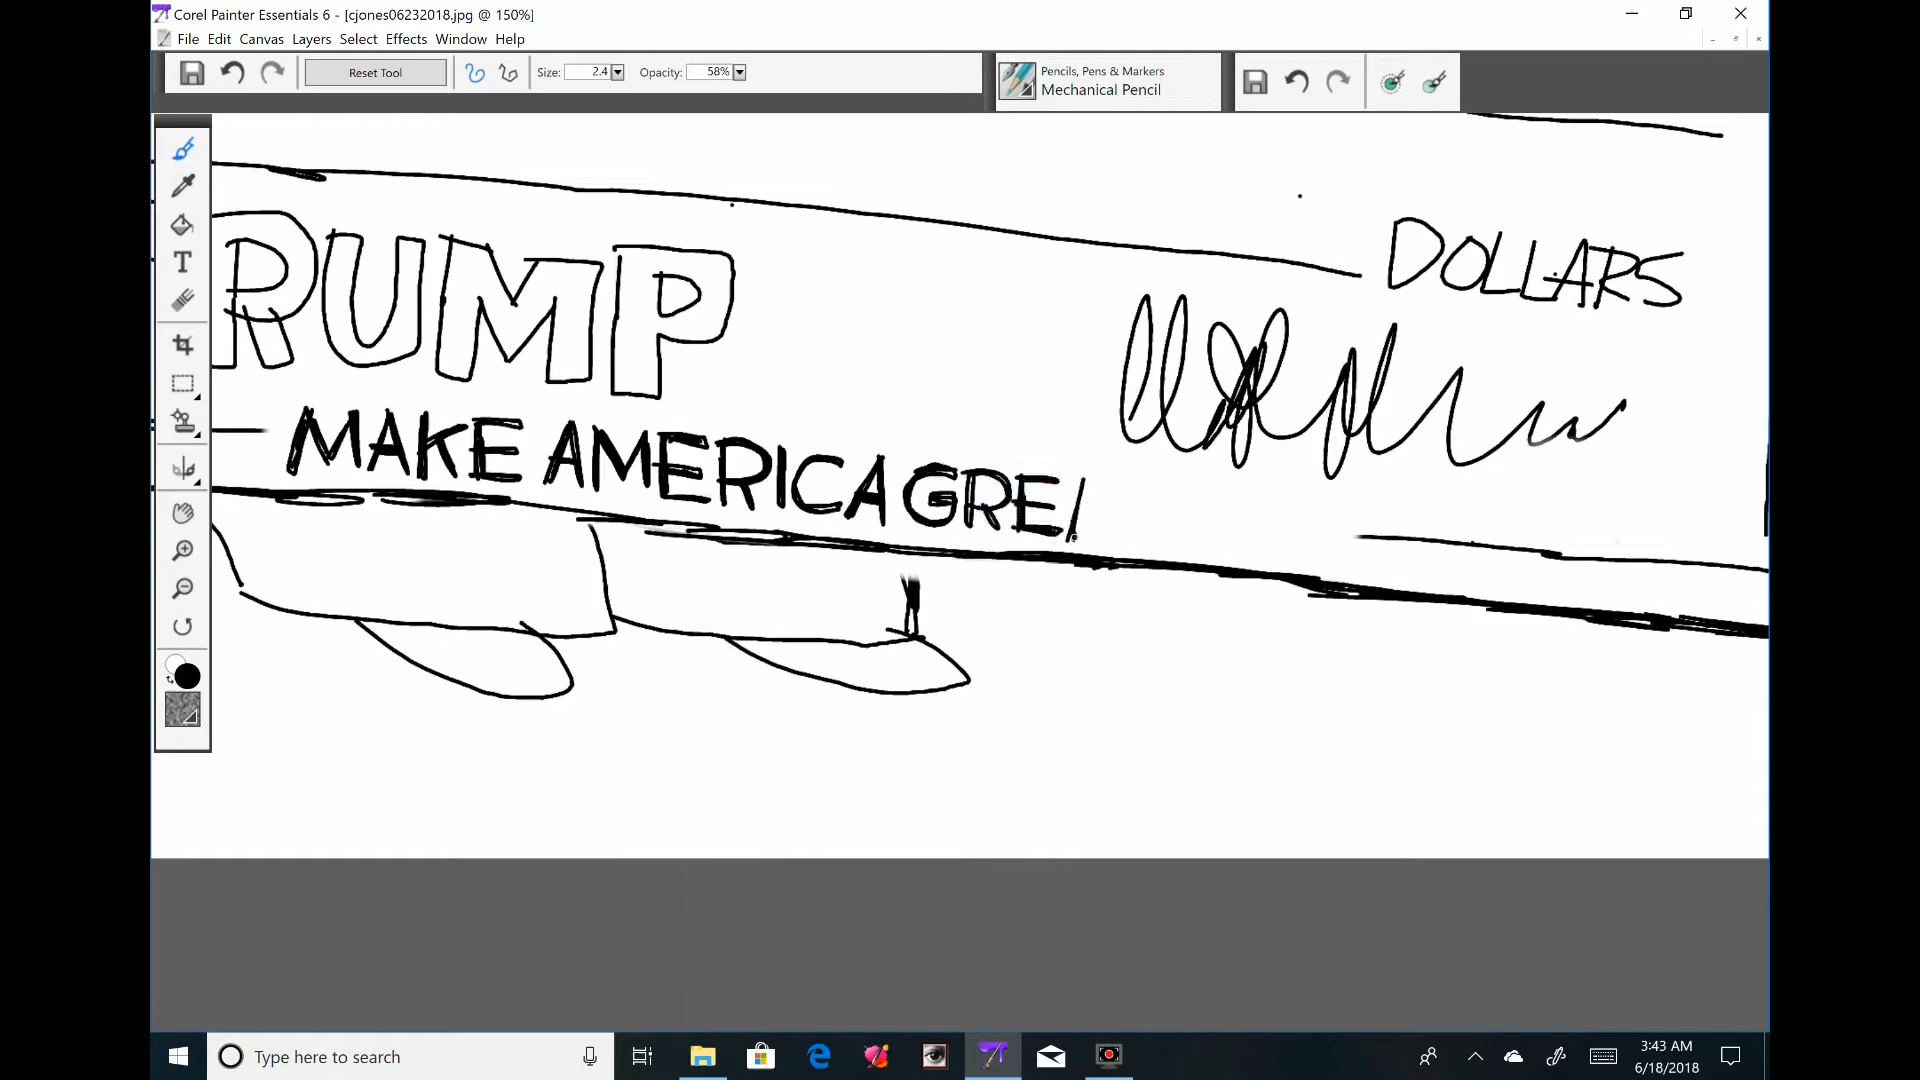 Corel Painter Essentials 6 - [cjones06232018.jpg @ 150%]
File Edit Canvas Layers Select Effects Window Help
Reset Tool Size: 2.4 Opacity: 58%
Pencils, Pens & Markers
Mechanical Pencil
DOLLARS
RUMP
MAKE AMERICA GRE/
Type here to search
3:43 AM
6/18/2018